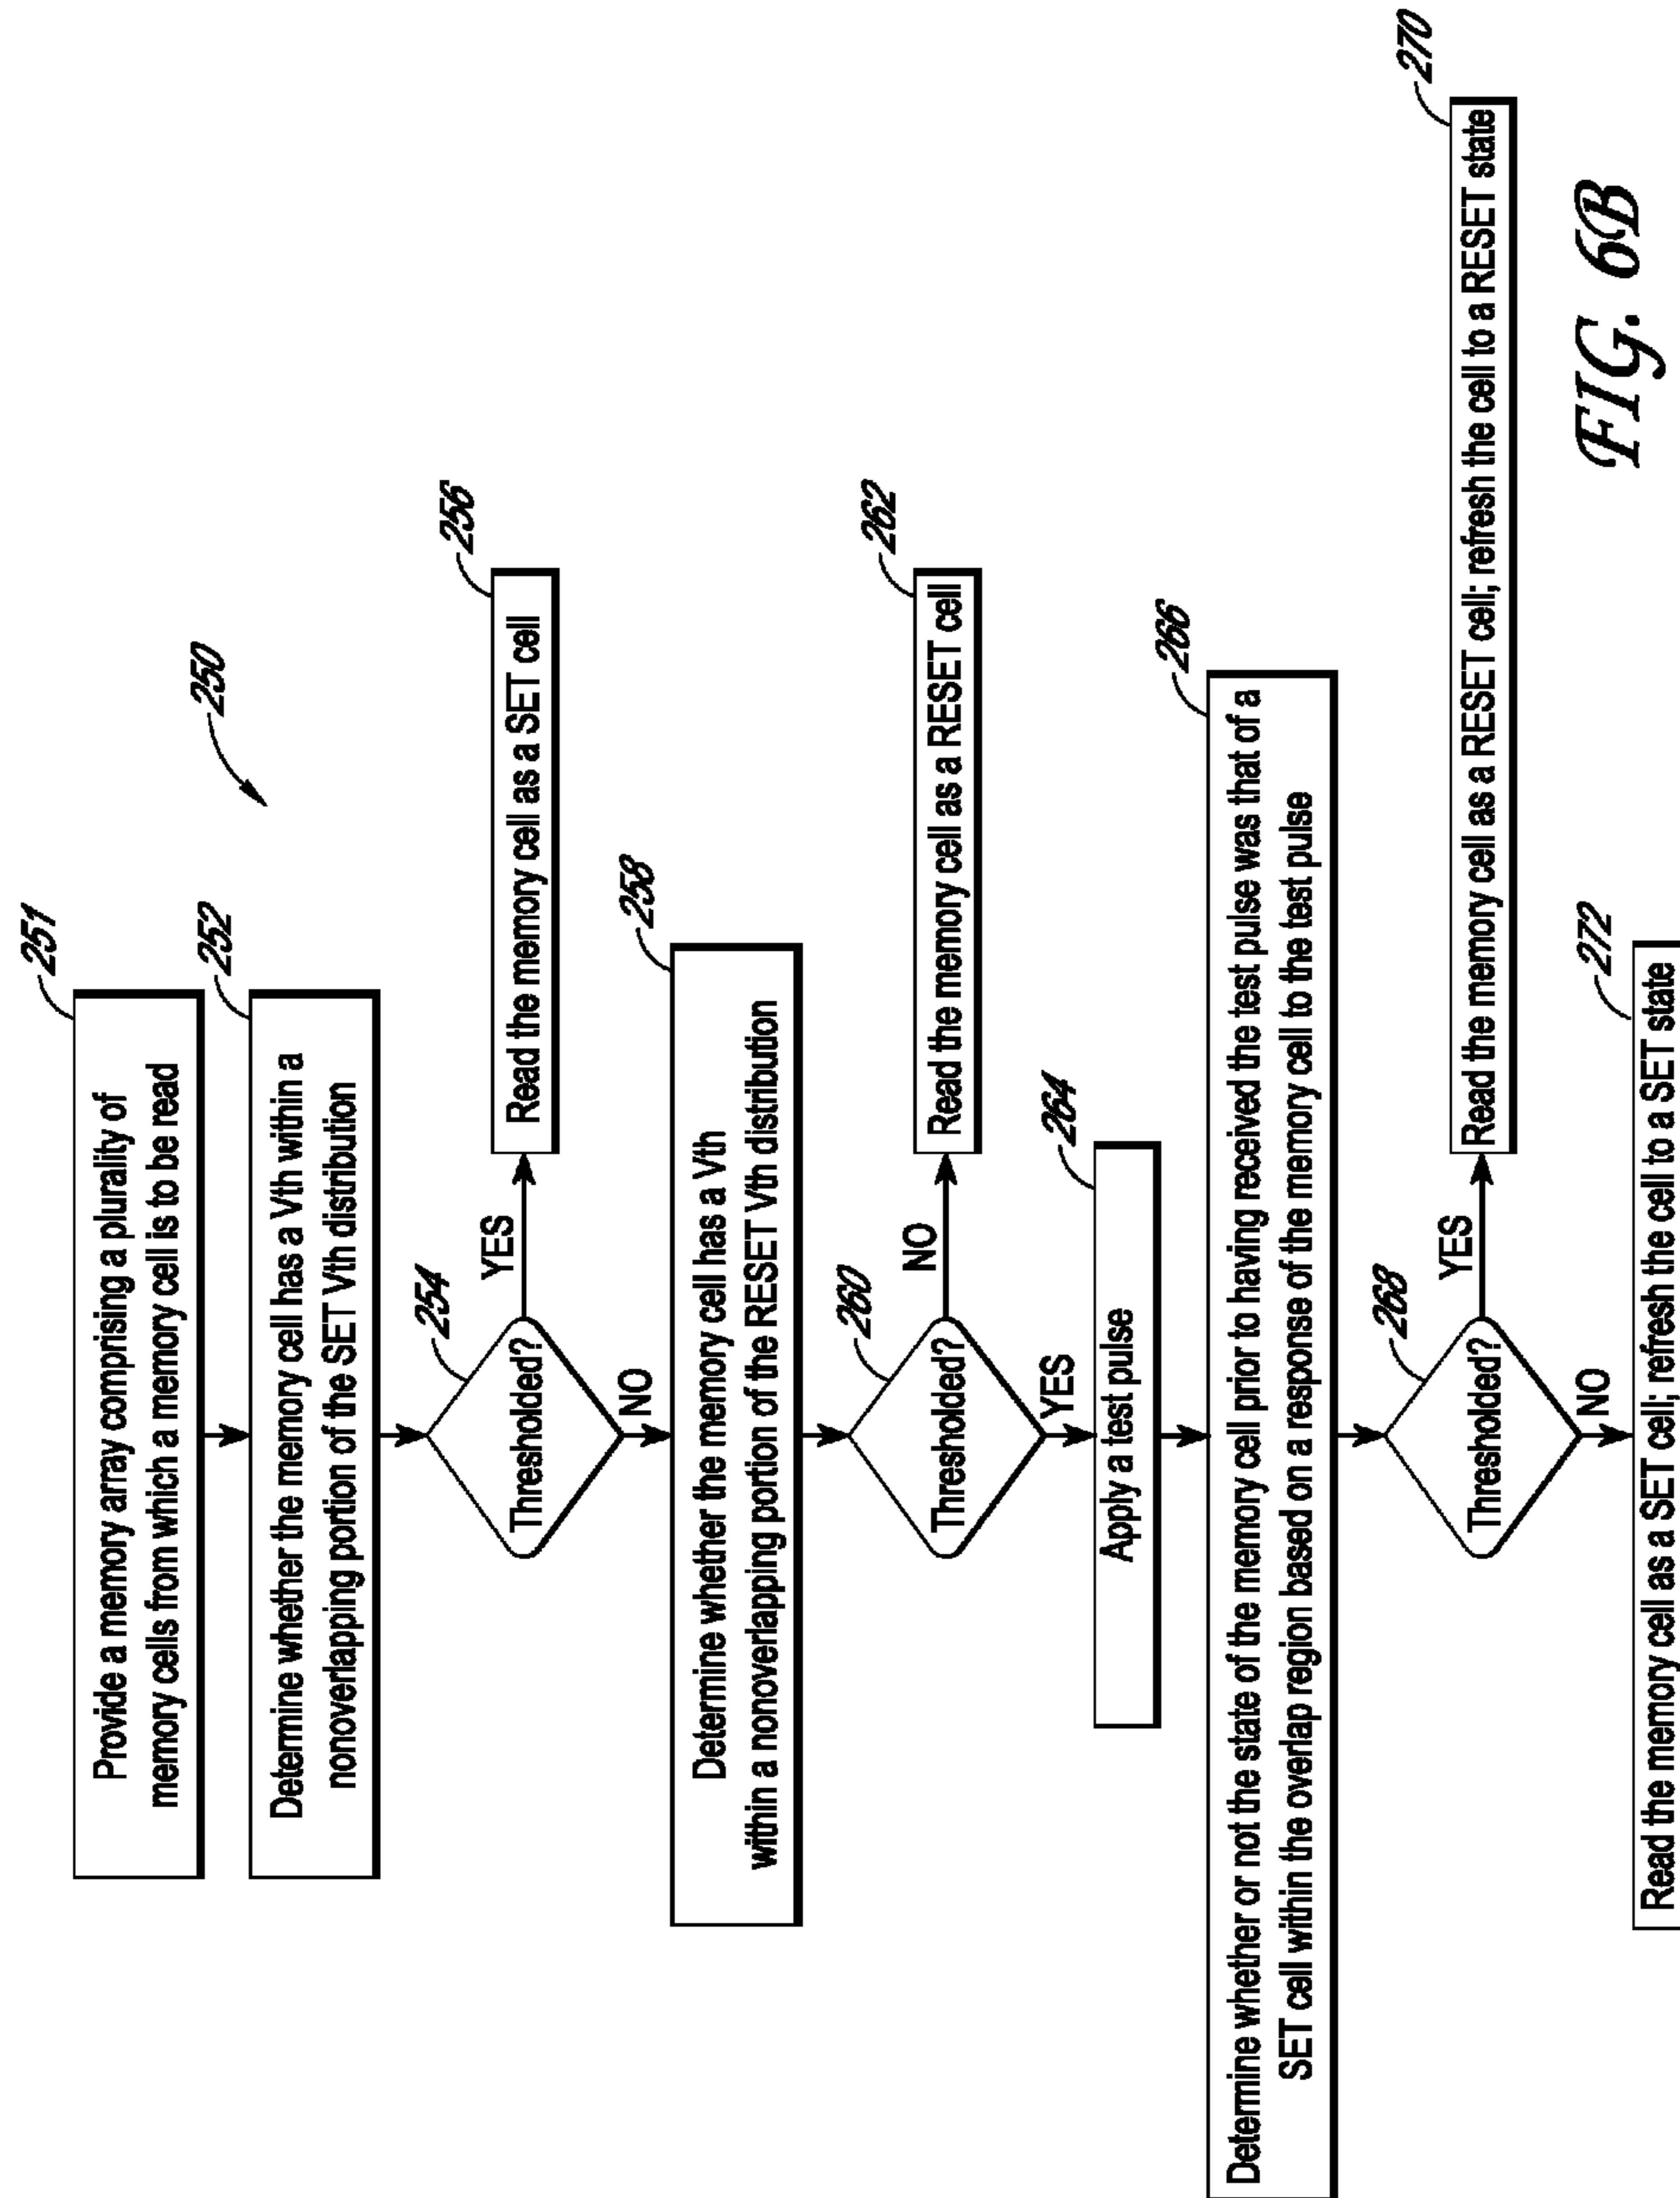 250
251
Provide a memory array comprising a plurality of
memory cells from which a memory cell is to be read
252
Determine whether the memory cell has a Vth within a
nonoverlapping portion of the SET Vth distribution
254
Thresholded?
YES
256
Read the memory cell as a SET cell
NO
258
Determine whether the memory cell has a Vth
within a nonoverlapping portion of the RESET Vth distribution
260
Thresholded?
NO
262
Read the memory cell as a RESET cell
YES
264
Apply a test pulse
266
Determine whether or not the state of the memory cell prior to having received the test pulse was that of a
SET cell within the overlap region based on a response of the memory cell to the test pulse
268
Thresholded?
YES
270
Read the memory cell as a RESET cell; refresh the cell to a RESET state
NO
272
Read the memory cell as a SET cell; refresh the cell to a SET state
FIG. 6B